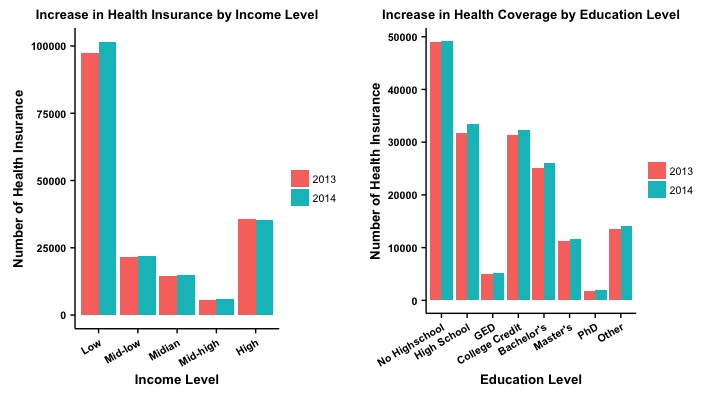 Increase in Health Insurance by Income Level
Number of Health Insurance
100000
75000
50000
25000
0
Low
Mid-low
Midian
Mid-high
High
Income Level
2013
2014
Increase in Health Coverage by Education Level
Number of Health Insurance
50000
40000
30000
20000
10000
0
No Highschool
High School
GED
College Credit
Bachelor's
Master's
PhD
Other
Education Level
2013
2014